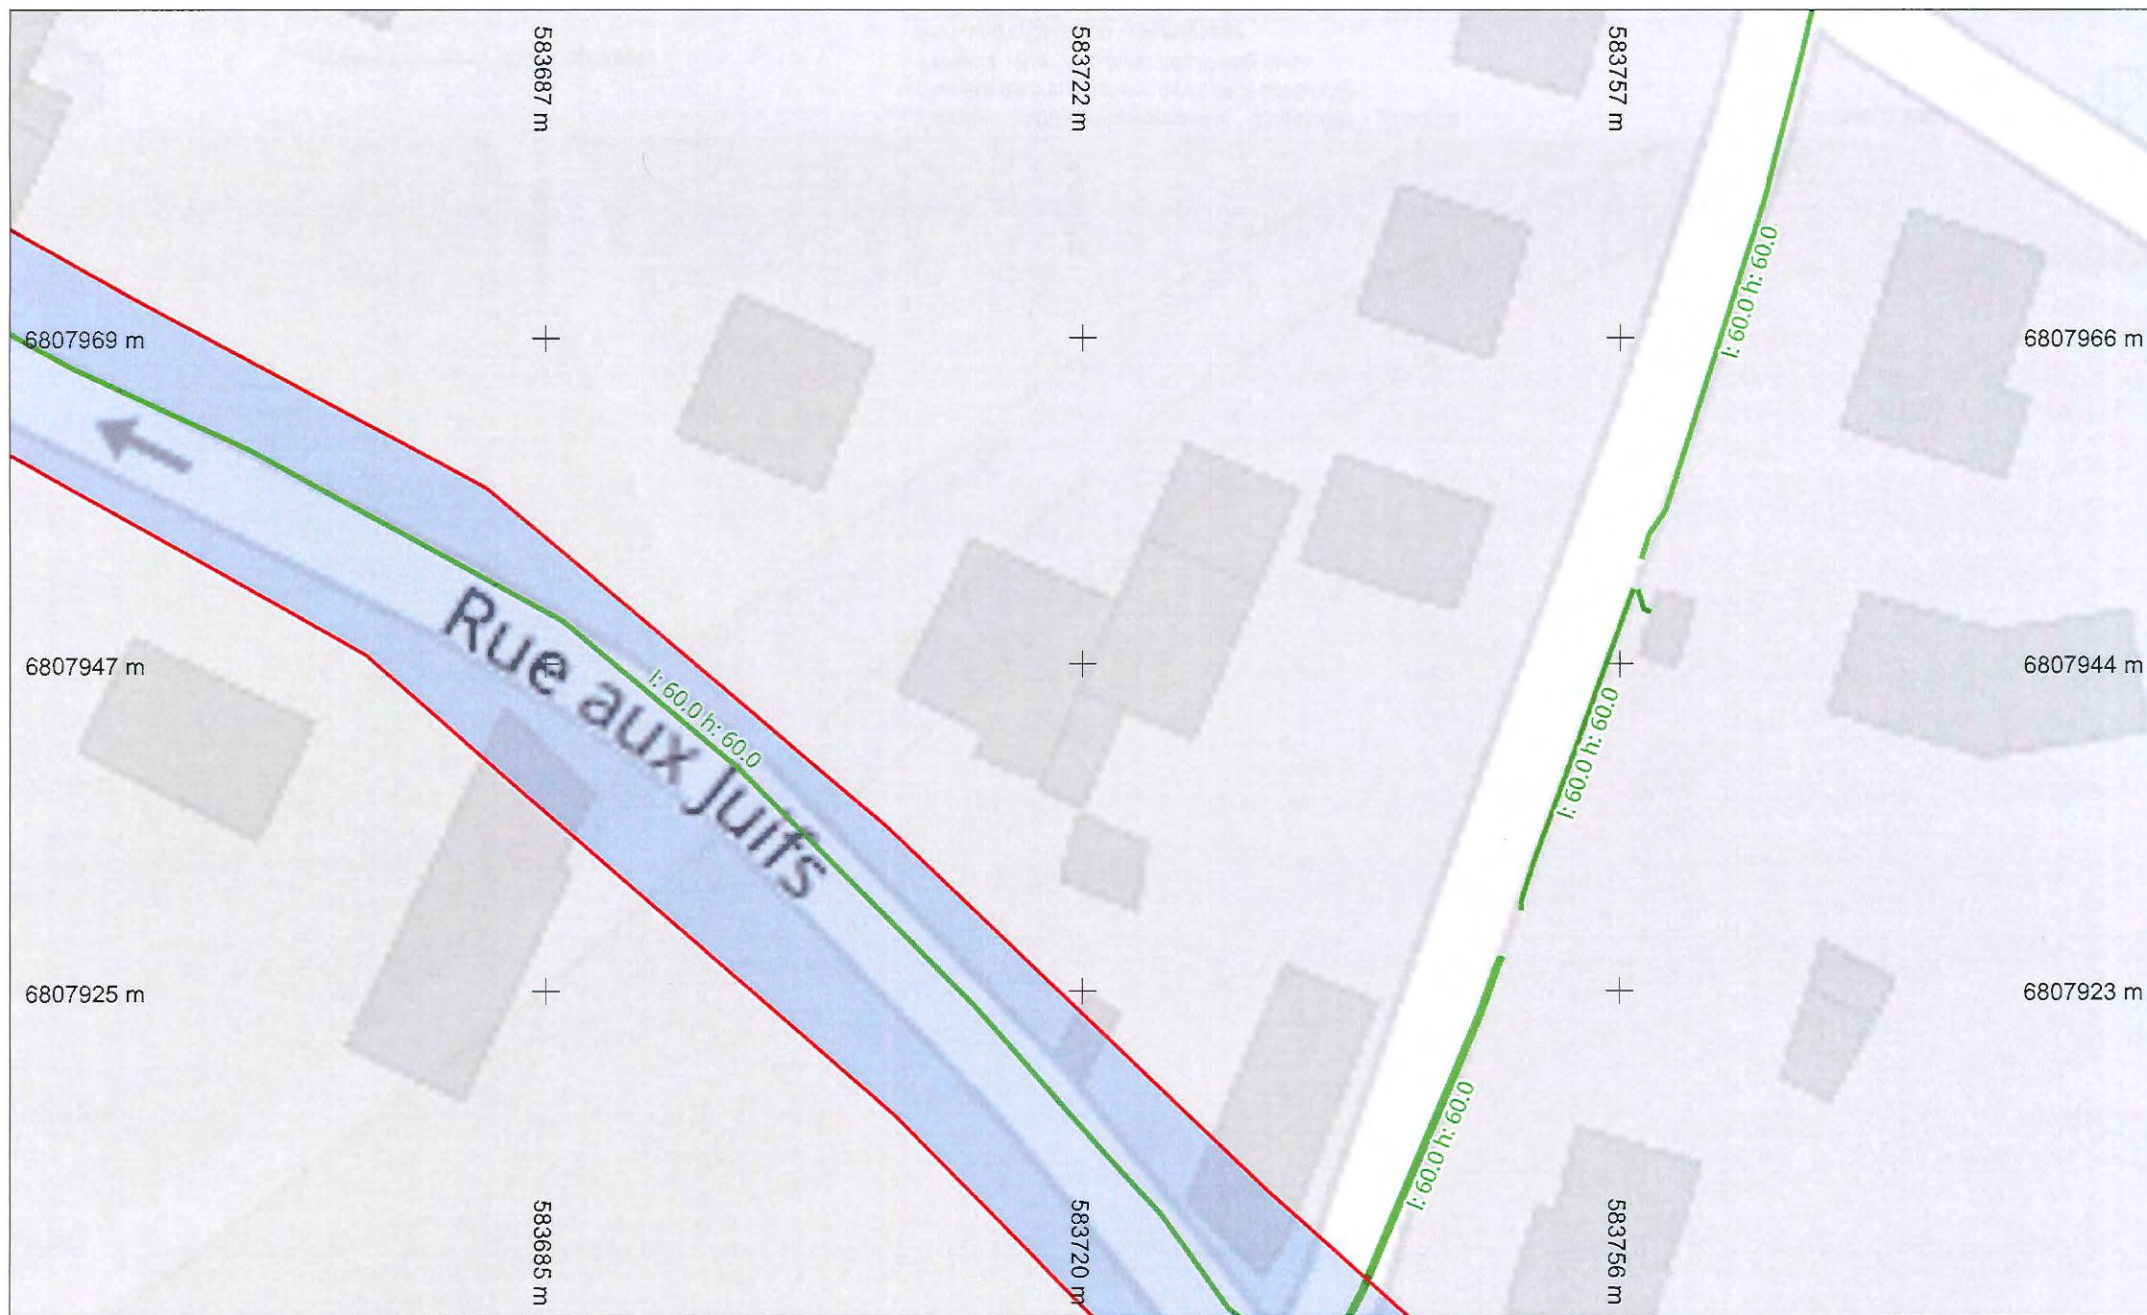 583687 m
583722 m
583757 m
l: 60.0 h: 60.0
6807969 m
6807966 m
Rue aux Juifs
6807947 m
6807944 m
l: 60.0 h: 60.0
l: 60.0 h: 60.0
6807925 m
6807923 m
l: 60.0 h: 60.0
583685 m
583720 m
583756 m